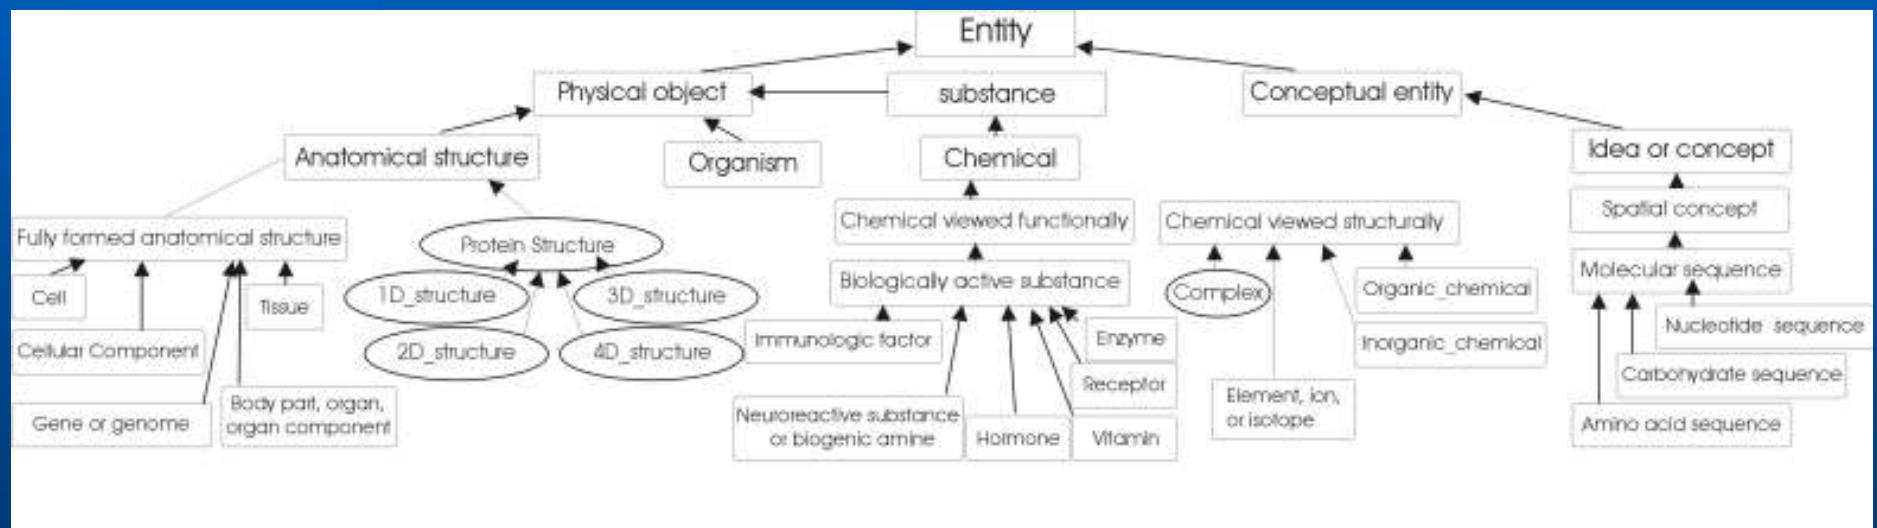 Entity
Physical object
substance
Conceptual entity
Anatomical structure
Organism
Chemical
Idea or concept
Fully formed anatomical structure
Protein Structure
Chemical viewed functionally
Chemical viewed structurally
Spatial concept
Cell
Tissue
1D_structure
3D_structure
Biologically active substance
Complex
Organic_chemical
Molecular sequence
Cellular Component
2D_structure
4D_structure
Immunologic factor
Enzyme
Inorganic_chemical
Nucleotide sequence
Gene or genome
Body part, organ,
organ component
Neuroreactive substance
or biogenic amine
Hormone
Receptor
Vitamin
Element, ion,
or isotope
Carbohydrate sequence
Amino acid sequence